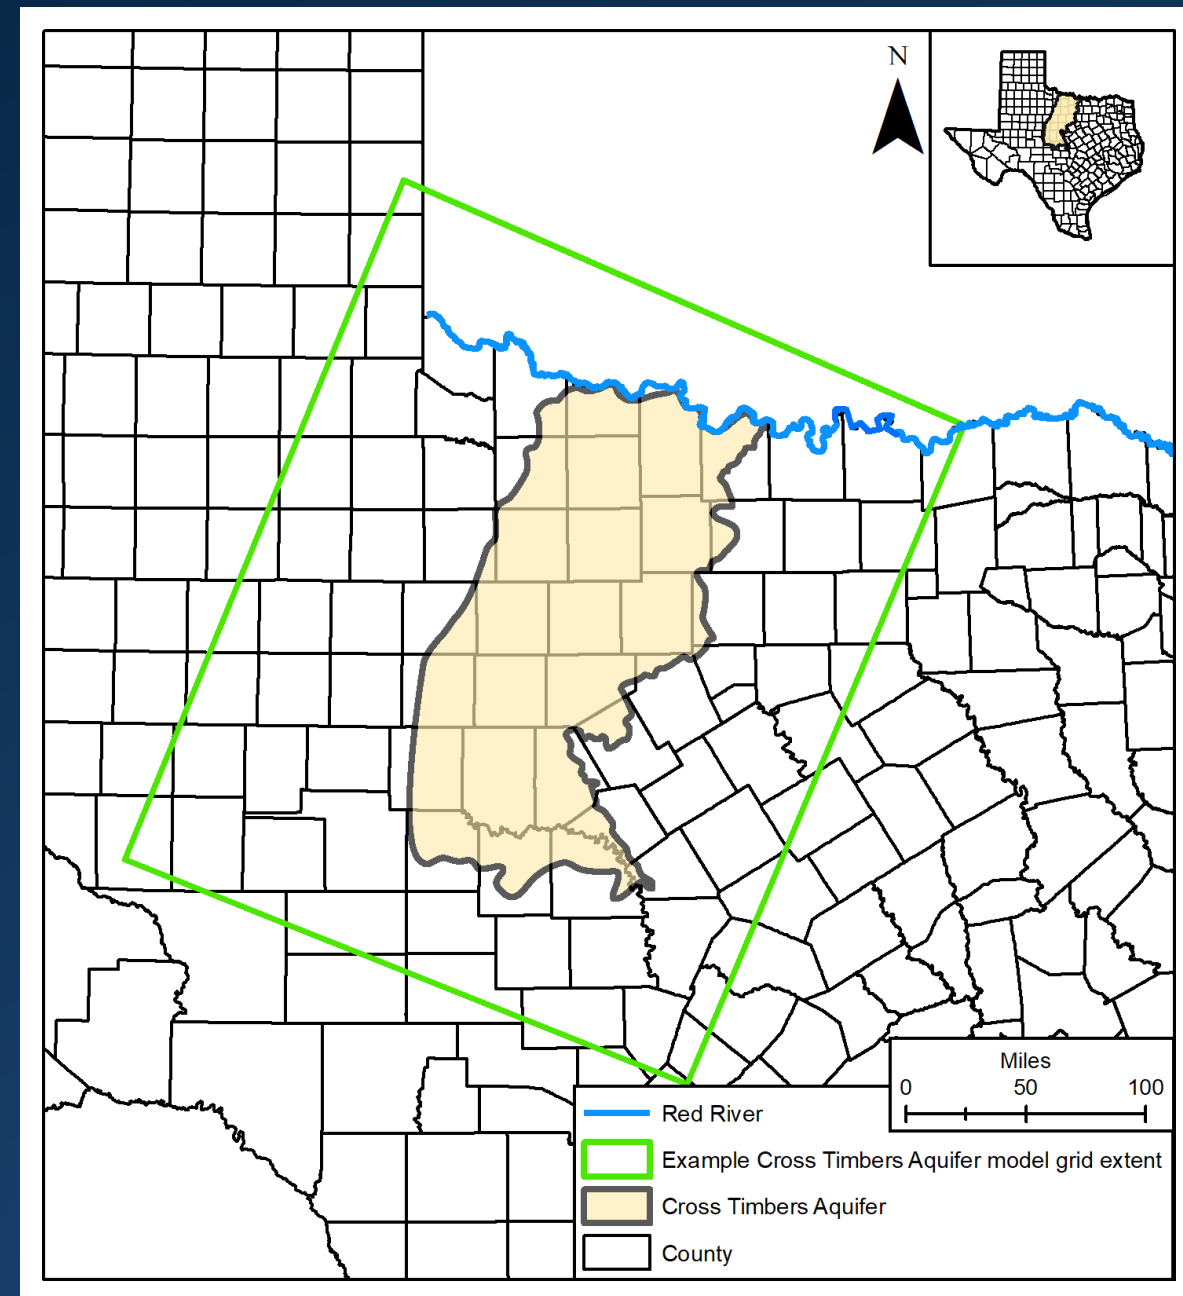 N
Miles
0 50 100
Red River
Example Cross Timbers Aquifer model grid extent
Cross Timbers Aquifer
County